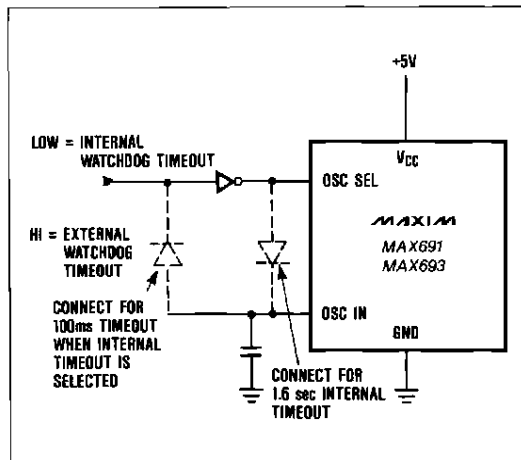 +5V
LOW = INTERNAL
WATCHDOG TIMEOUT
VCC
OSC SEL
MAXIM
MAX691
MAX693
HI = EXTERNAL
WATCHDOG
TIMEOUT
CONNECT FOR
100ms TIMEOUT
WHEN INTERNAL
TIMEOUT IS
SELECTED
OSC IN
GND
CONNECT FOR
1.6 sec INTERNAL
TIMEOUT